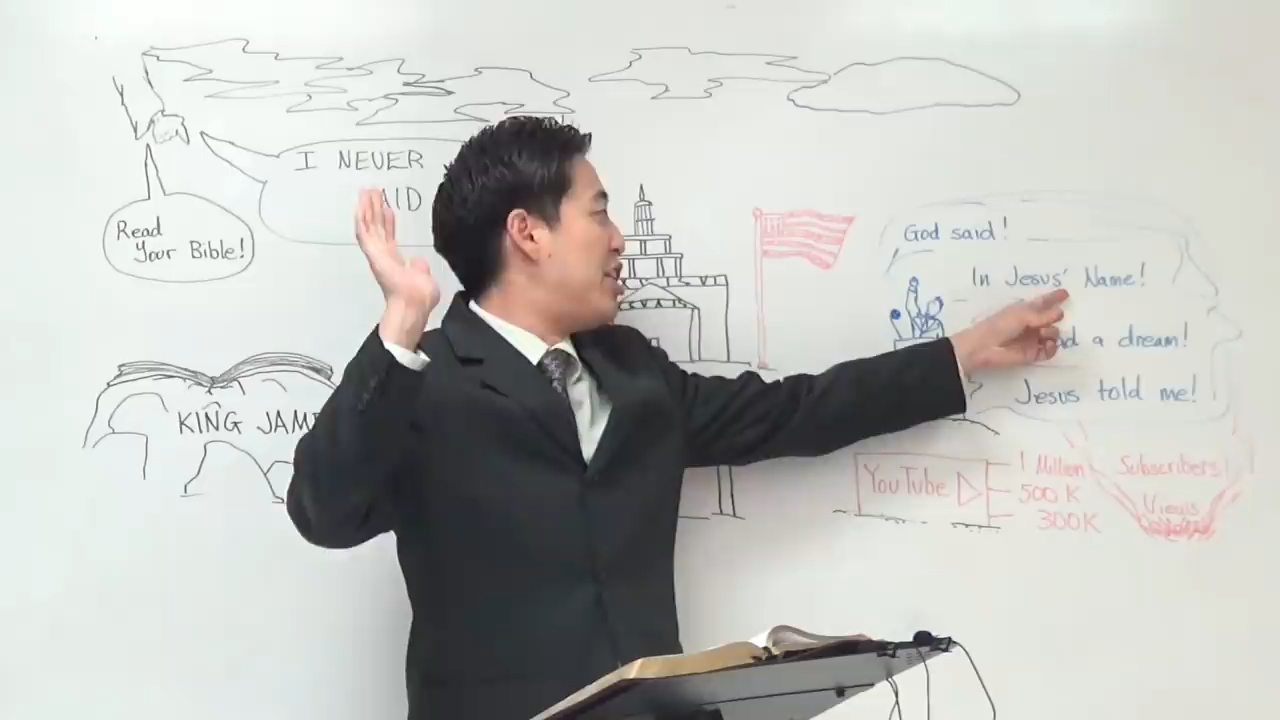 I NEVER
AID
Read
Your Bible!
KING JAM
God said!
In Jesus' Name!
a dream!
Jesus told me!
YouTube
1 Million Subscribers!
500 K
300K
Views